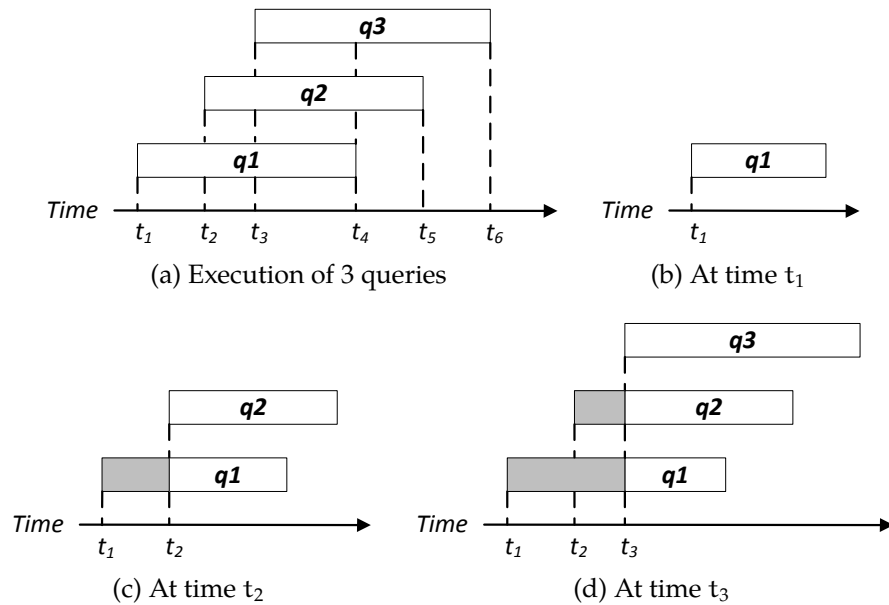 q3
q2
q1
Time
t₁ t₂ t₃ t₄ t₅ t₆
(a) Execution of 3 queries
q1
Time
t₁
(b) At time t₁
q2
q1
Time
t₁ t₂
(c) At time t₂
q3
q2
q1
Time
t₁ t₂ t₃
(d) At time t₃